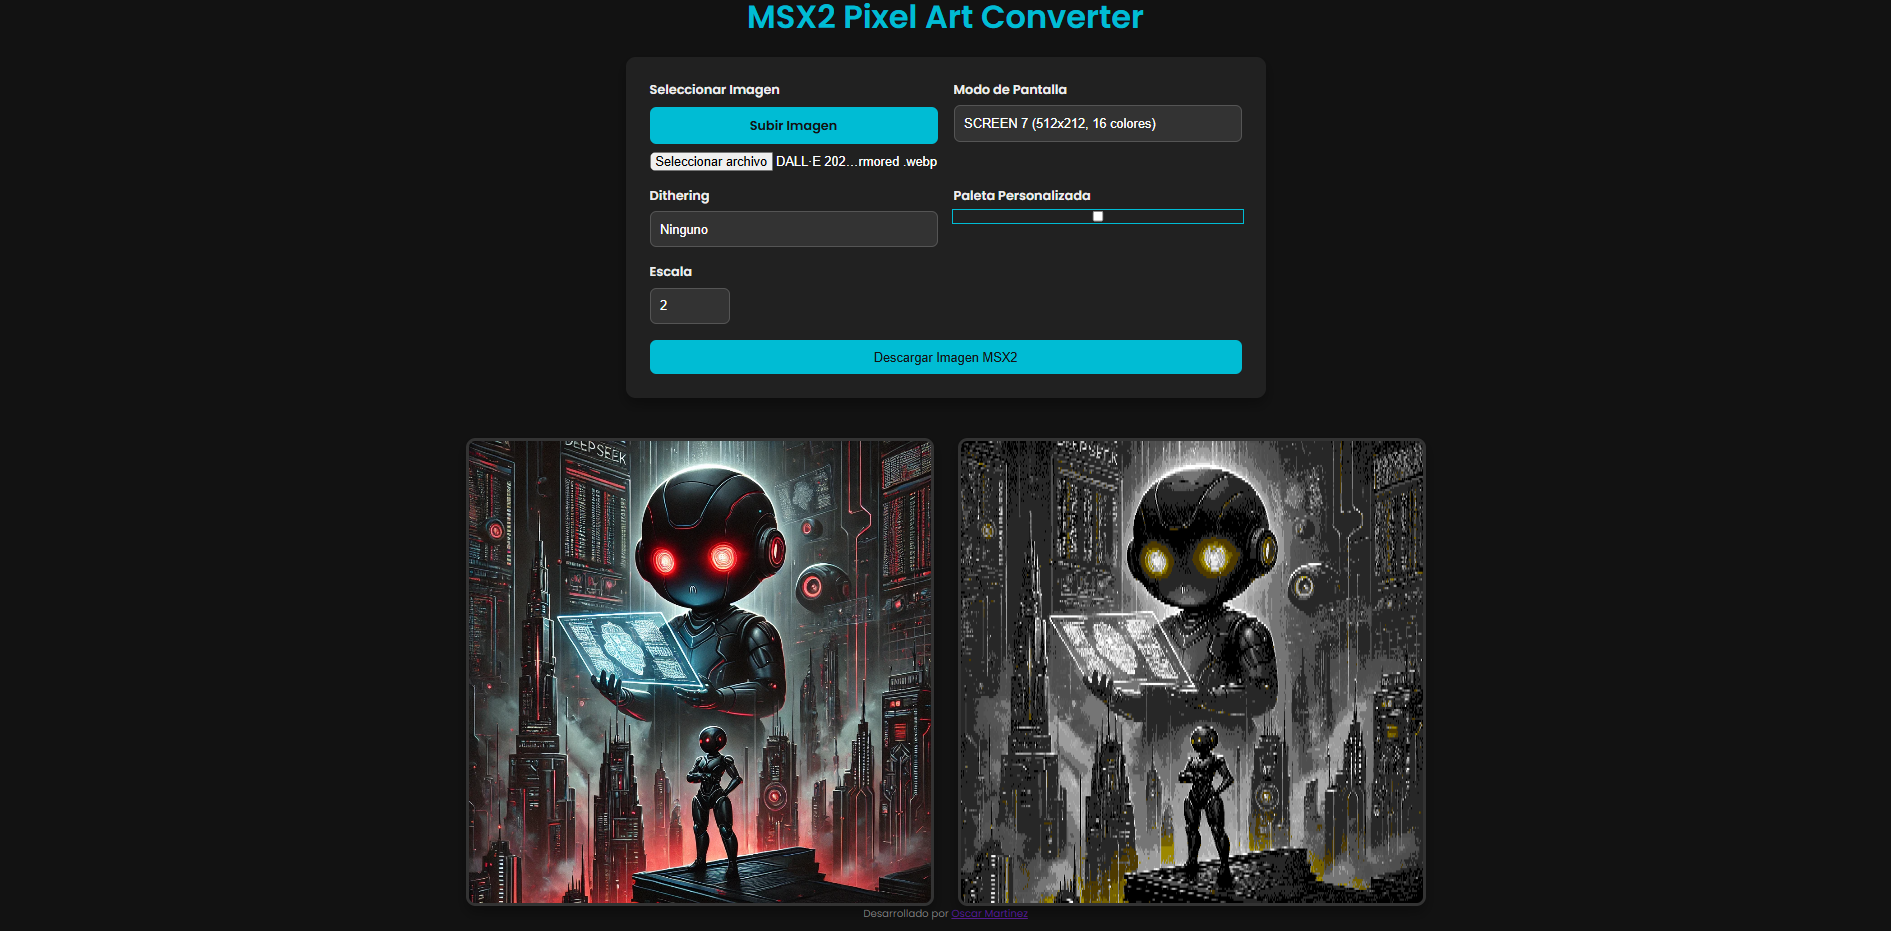 MSX2 Pixel Art Converter
Seleccionar Imagen
Modo de Pantalla
Subir Imagen
SCREEN 7 (512x212, 16 colores)
Seleccionar archivo DALL·E 202...rmored .webp
Dithering
Paleta Personalizada
Ninguno
Escala
2
Descargar Imagen MSX2
DEEPSEEK
Desarrollado por Oscar Martinez